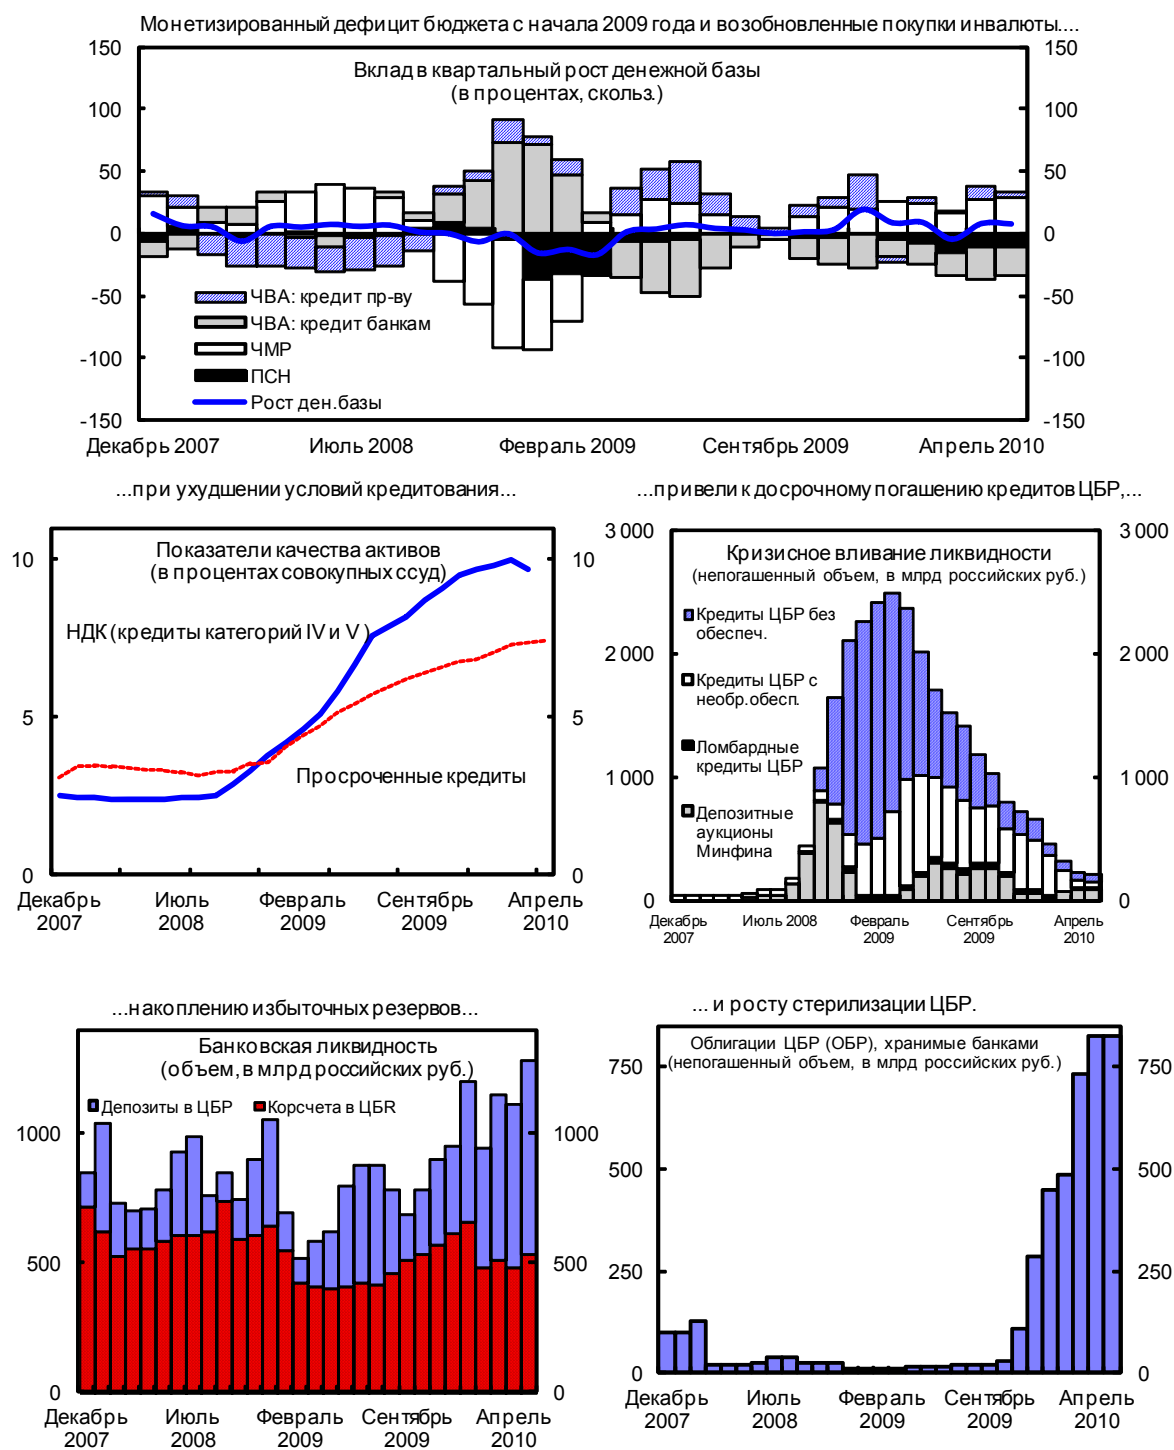 Монетизированный дефицит бюджета с начала 2009 года и возобновленные покупки инвалюты....
150
150
Вклад в квартальный рост денежной базы
(в процентах, скольз.)
100
100
50
50
0
0
-50
-50
ЧВА: кредит пр-ву
ЧВА: кредит банкам
-100
-100
ЧМР
ПСН
Рост ден.базы
-150
-150
Декабрь 2007
Июль 2008
Февраль 2009
Сентябрь 2009
Апрель 2010
...при ухудшении условий кредитования...
10
10
Показатели качества активов
(в процентах совокупных ссуд)
НДК (кредиты категорий IV и V )
5
5
Просроченные кредиты
0
0
Декабрь
2007
Июль
2008
Февраль
2009
Сентябрь
2009
Апрель
2010
...привели к досрочному погашению кредитов ЦБР,...
3 000
3 000
Кризисное вливание ликвидности
(непогашенный объем, в млрд российских руб.)
Кредиты ЦБР без
обеспеч.
2 000
2 000
Кредиты ЦБР с
необр.обесп.
Ломбардные
кредиты ЦБР
1 000
1 000
Депозитные
аукционы
Минфина
0
0
Декабрь
2007
Июль 2008
Февраль
2009
Сентябрь
2009
Апрель
2010
...накоплению избыточных резервов...
Банковская ликвидность
(объем, в млрд российских руб.)
Депозиты в ЦБР
Корсчета в ЦБR
1000
1000
500
500
0
0
Декабрь
2007
Июль
2008
Февраль
2009
Сентябрь
2009
Апрель
2010
... и росту стерилизации ЦБР.
Облигации ЦБР (ОБР), хранимые банками
(непогашенный объем, в млрд российских руб.)
750
750
500
500
250
250
0
0
Декабрь
2007
Июль
2008
Февраль
2009
Сентябрь
2009
Апрель
2010